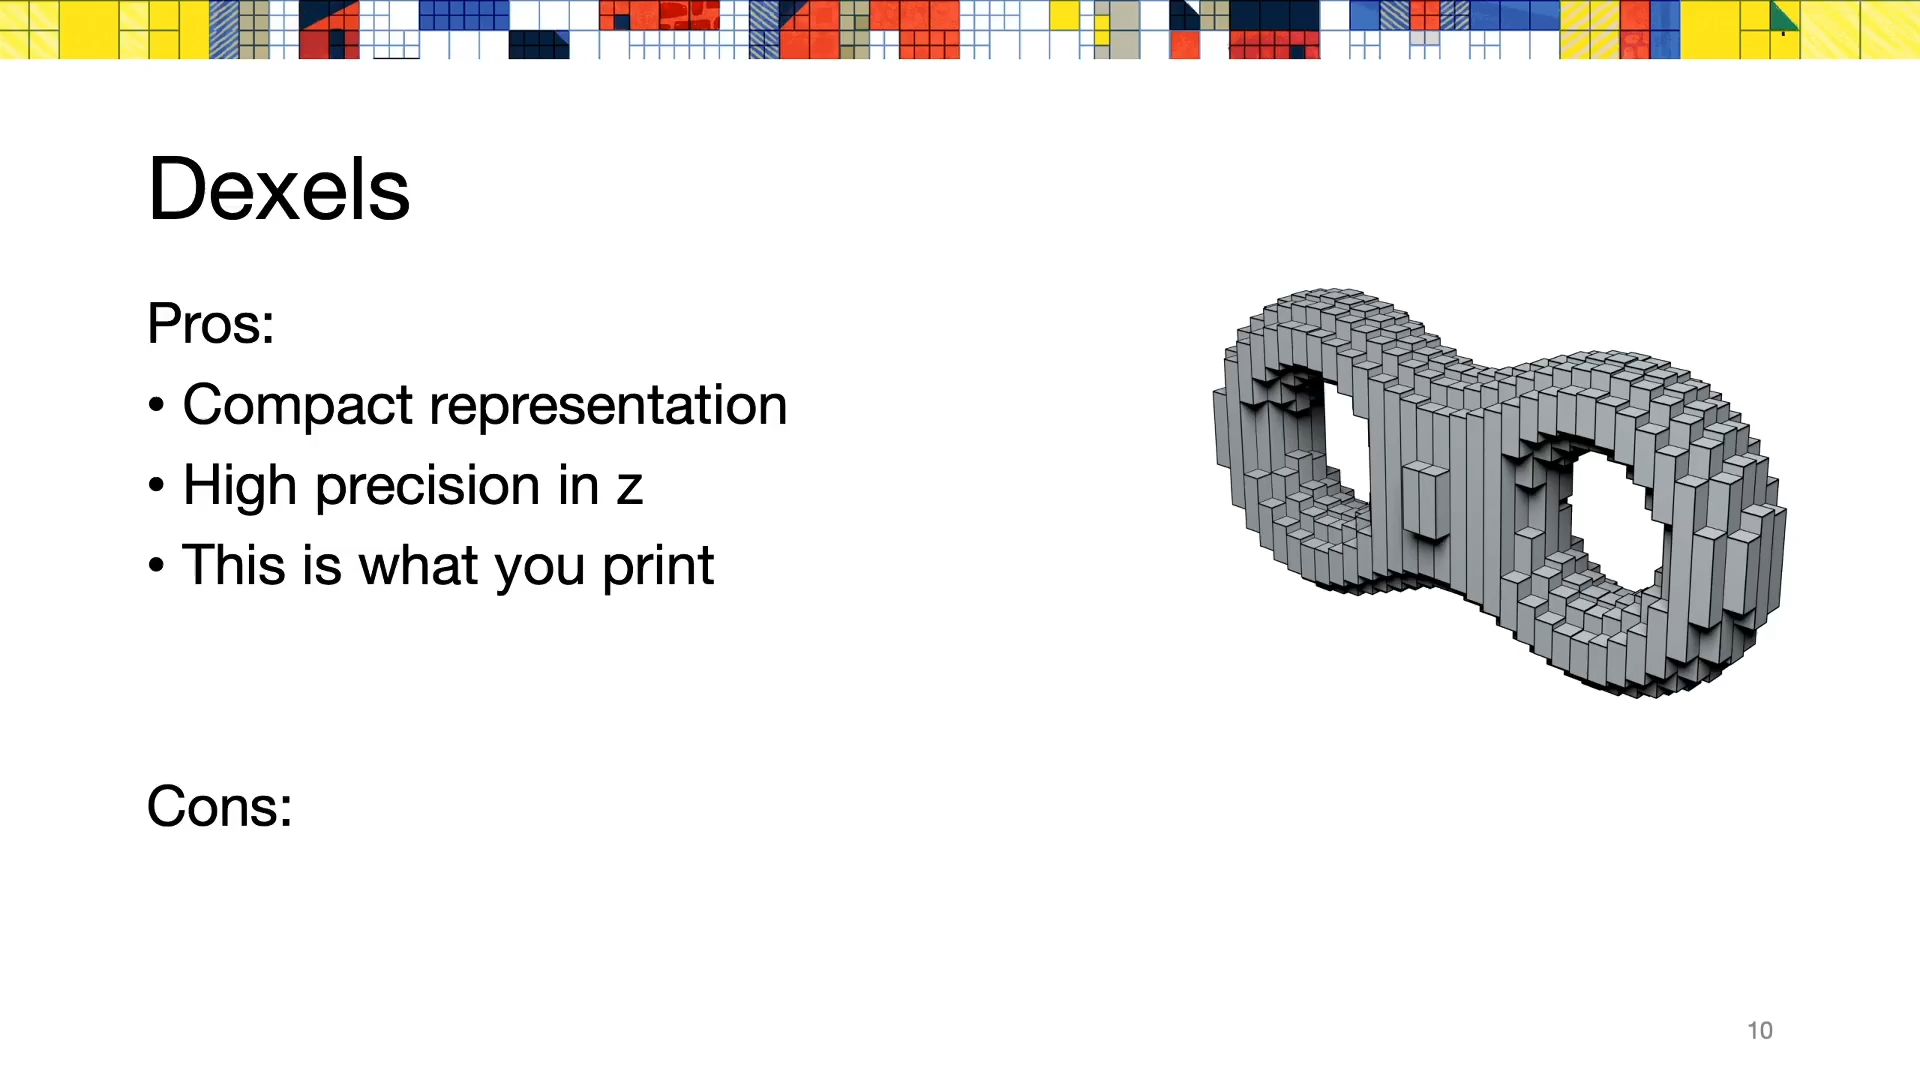 Dexels
Pros:
• Compact representation
• High precision in z
• This is what you print
Cons:
10